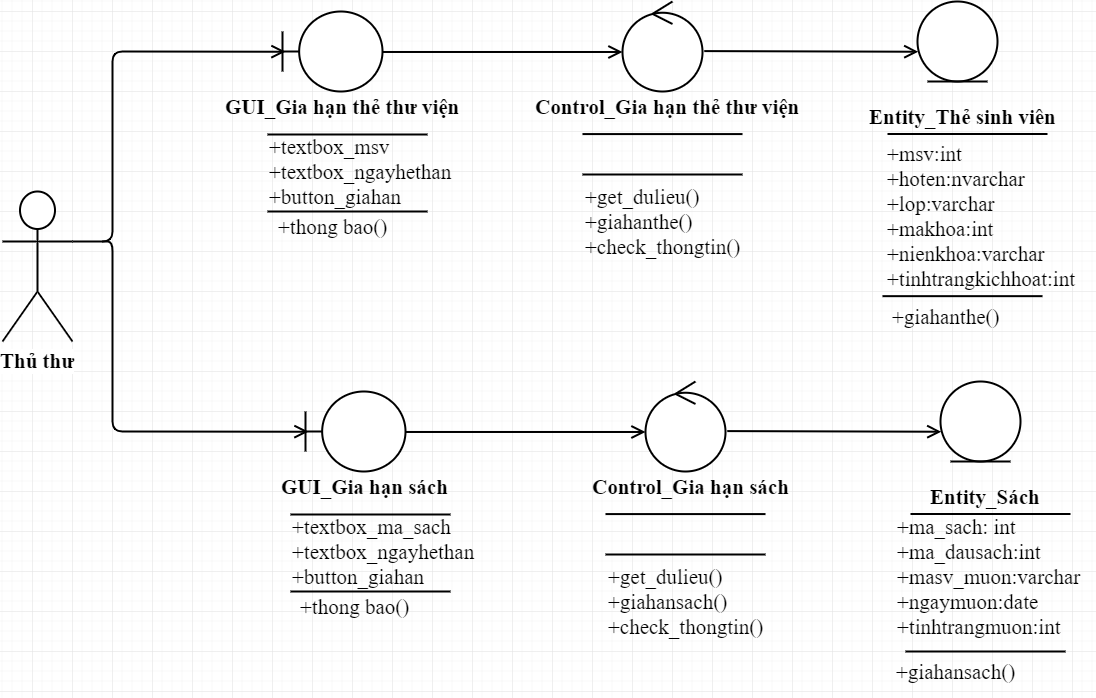 GUI_Gia hạn thẻ thư viện
+textbox_msv
+textbox_ngayhethan
+button_giahan
+thong bao()
Control_Gia hạn thẻ thư viện
+get_dulieu()
+giahanthe()
+check_thongtin()
Entity_Thẻ sinh viên
+msv:int
+hoten:nvarchar
+lop:varchar
+makhoa:int
+nienkhoa:varchar
+tinhtrangkichhoat:int
+giahanthe()
Thủ thư
GUI_Gia hạn sách
+textbox_ma_sach
+textbox_ngayhethan
+button_giahan
+thong bao()
Control_Gia hạn sách
+get_dulieu()
+giahansach()
+check_thongtin()
Entity_Sách
+ma_sach: int
+ma_dausach:int
+masv_muon:varchar
+ngaymuon:date
+tinhtrangmuon:int
+giahansach()